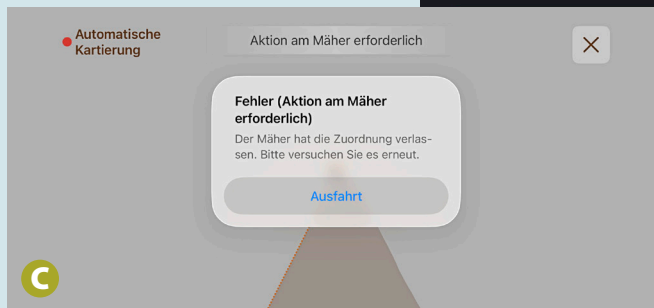 Automatische
Kartierung
Aktion am Mäher erforderlich
Fehler (Aktion am Mäher
erforderlich)
Der Mäher hat die Zuordnung verlas-
sen. Bitte versuchen Sie es erneut.
Ausfahrt
C